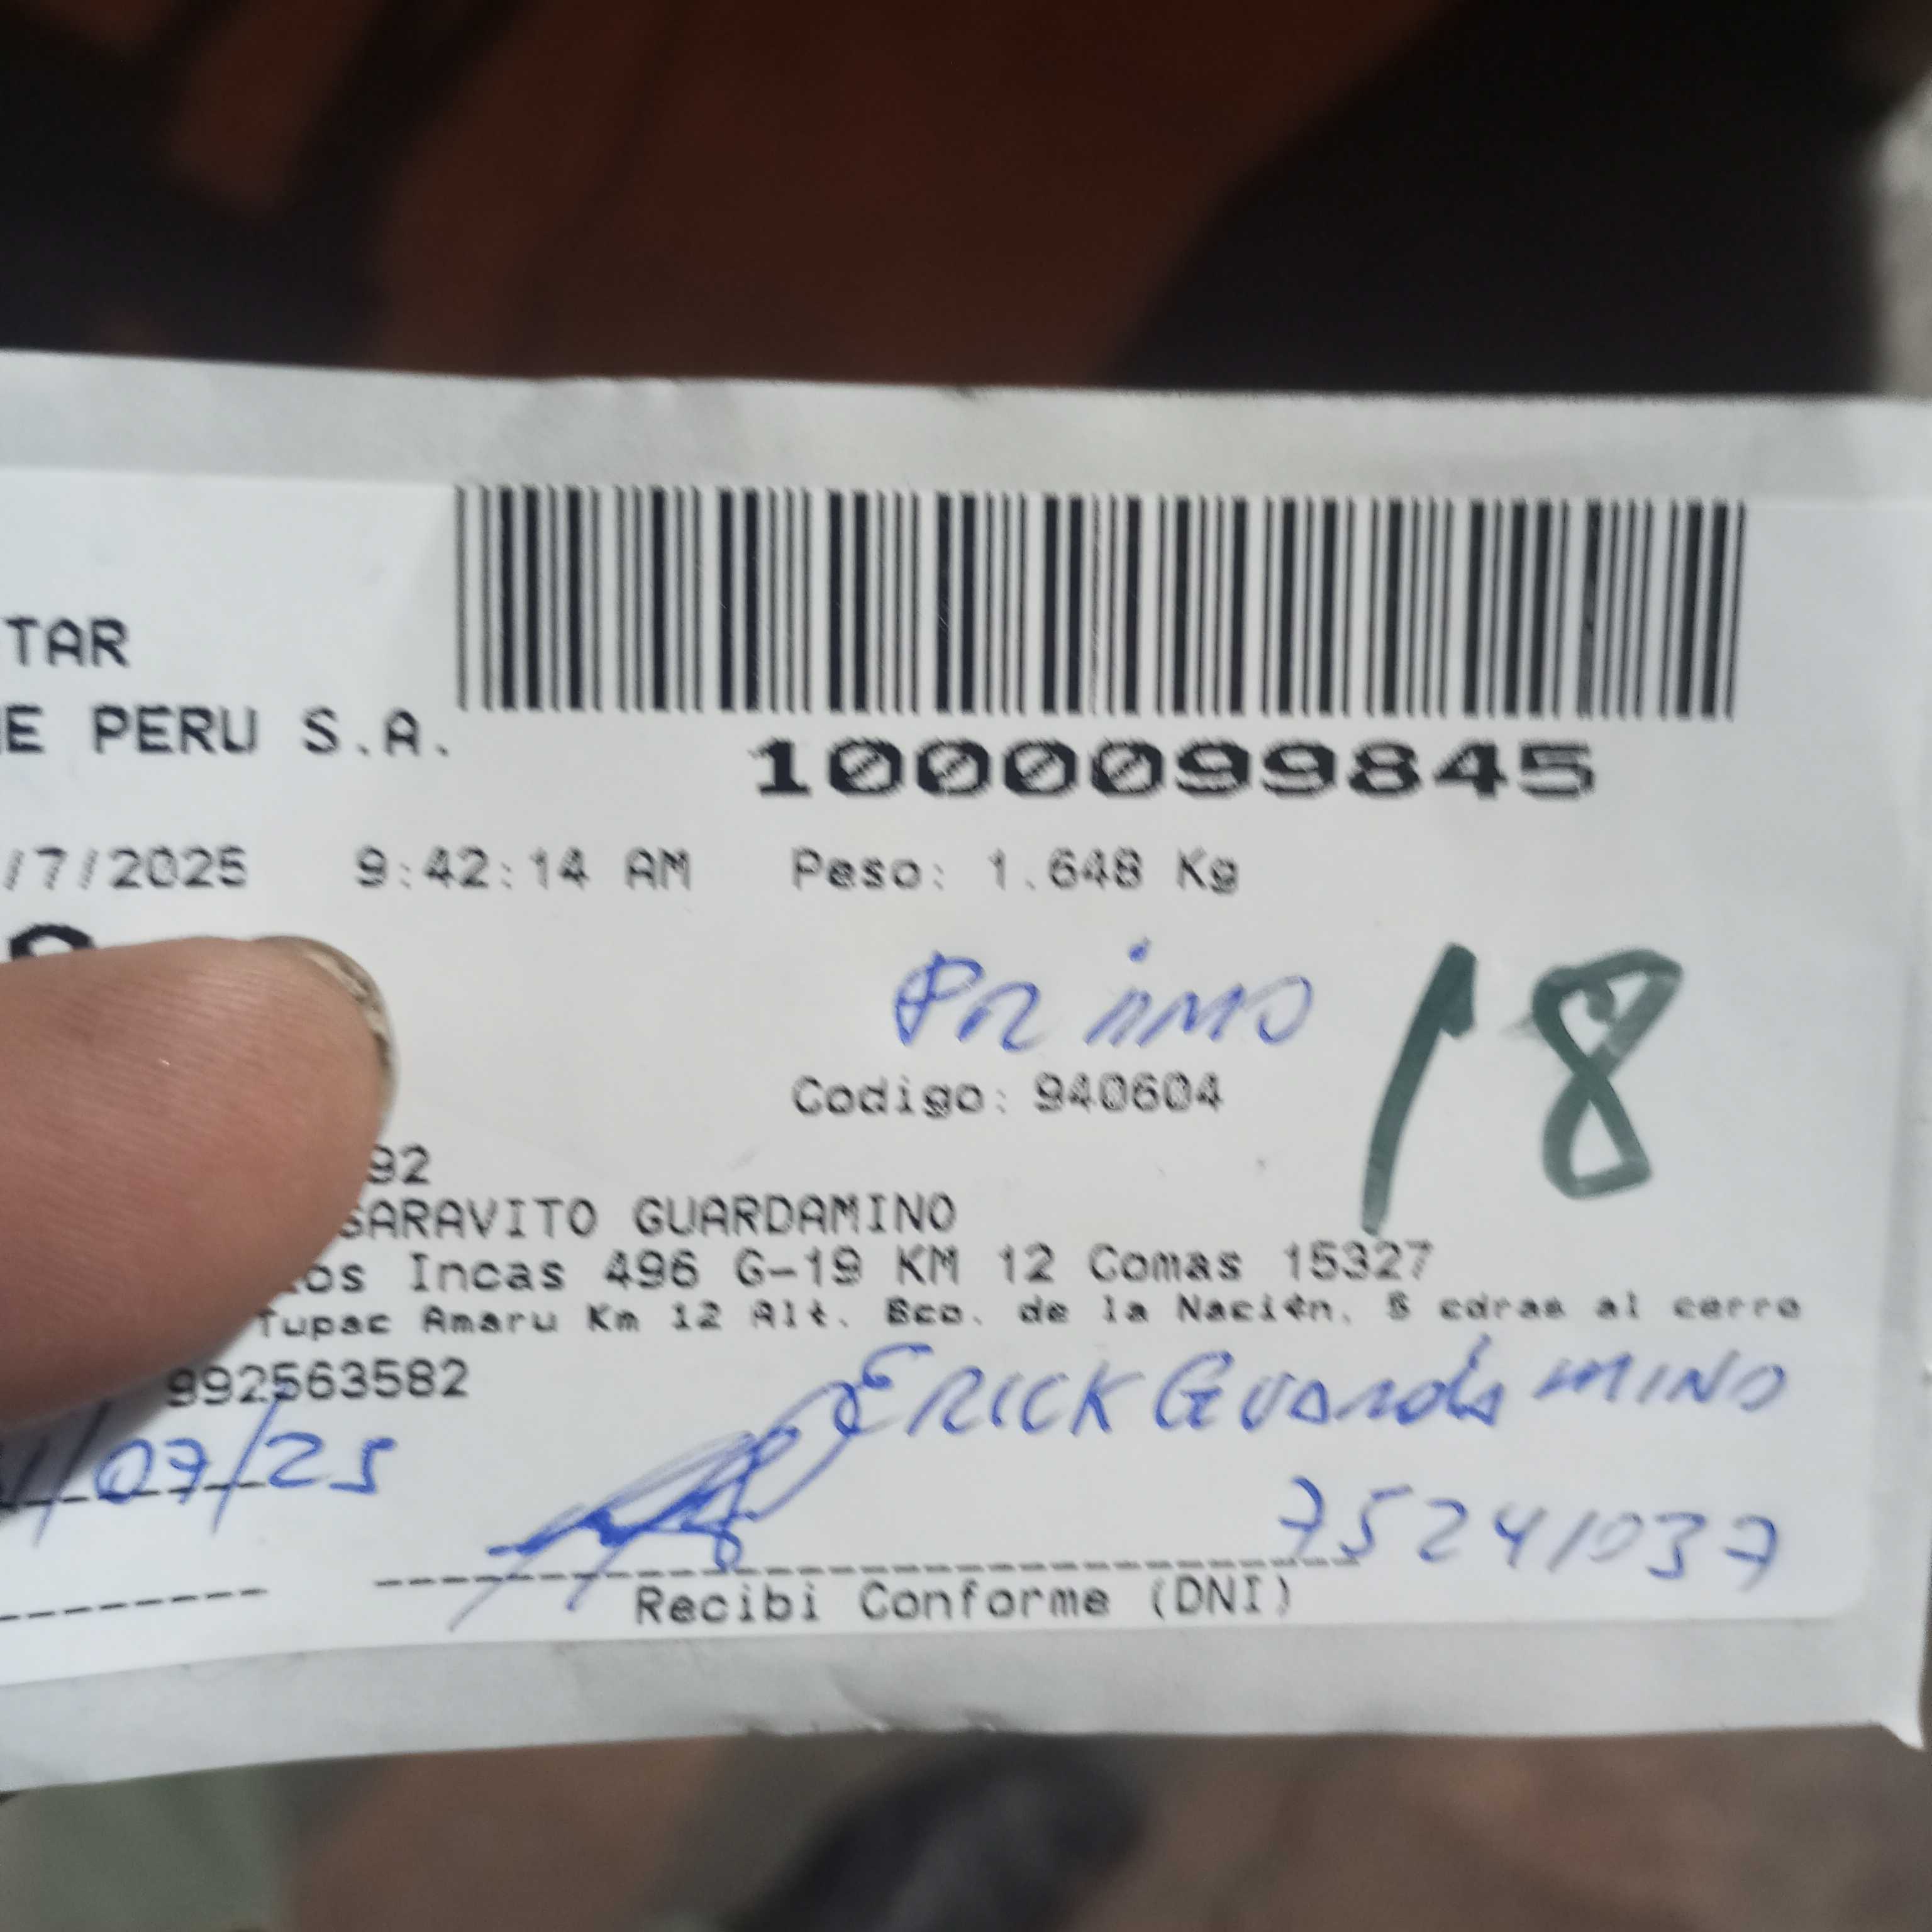 TAR
E PERU S.A.
1000099845
/7/2025 9:42:14 AM Peso: 1.648 Kg
PRiMO
18
Codigo: 940604
92
GARAVITO GUARDAMINO
Los Incas 496 G-19 KM 12 Comas 15327
Tupac Amaru Km 12 Alt. Bco. de la Nación, 5 cdras al cerro
992563582
ERICK GUARDAMINO
/07/25
75241037
Recibi Conforme (DNI)